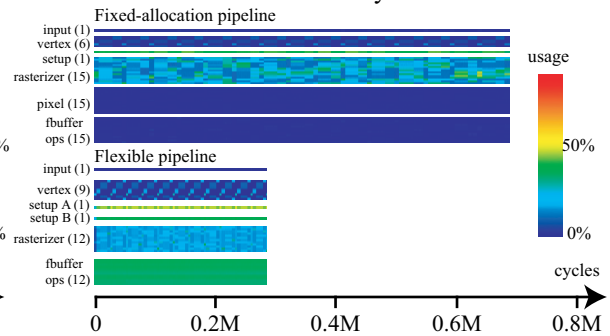 Fixed-allocation pipeline
input (1)
vertex (6)
setup (1)
rasterizer (15)
pixel (15)
fbuffer
ops (15)
usage
50%
0%
%
Flexible pipeline
input (1)
vertex (9)
setup A (1)
setup B (1)
rasterizer (12)
fbuffer
ops (12)
%
cycles
0
0.2M
0.4M
0.6M
0.8M